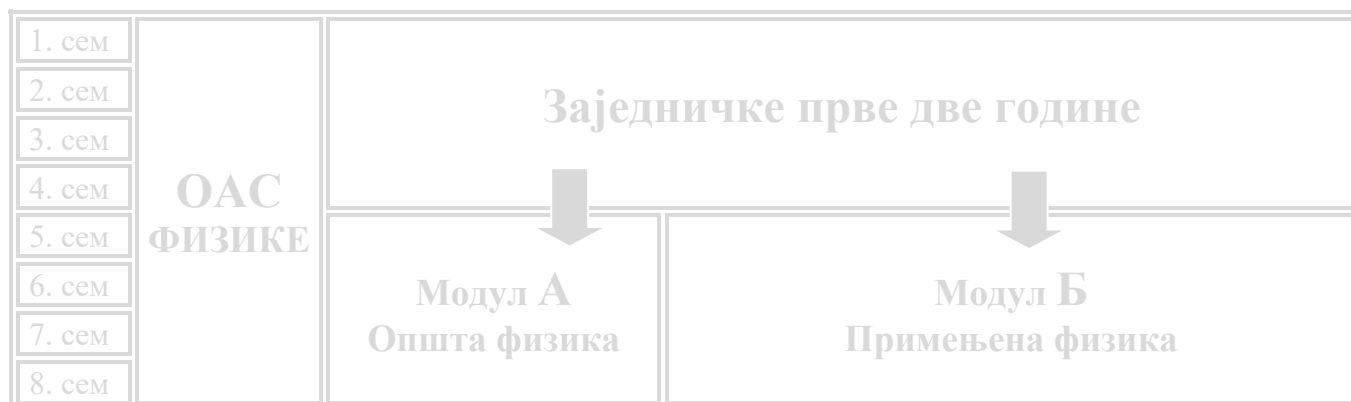 1. сем
2. сем
3. сем
4. сем
5. сем
6. сем
7. сем
8. сем
ОАС
ФИЗИКЕ
Заједничке прве две године
Модул А
Општа физика
Модул Б
Примењена физика